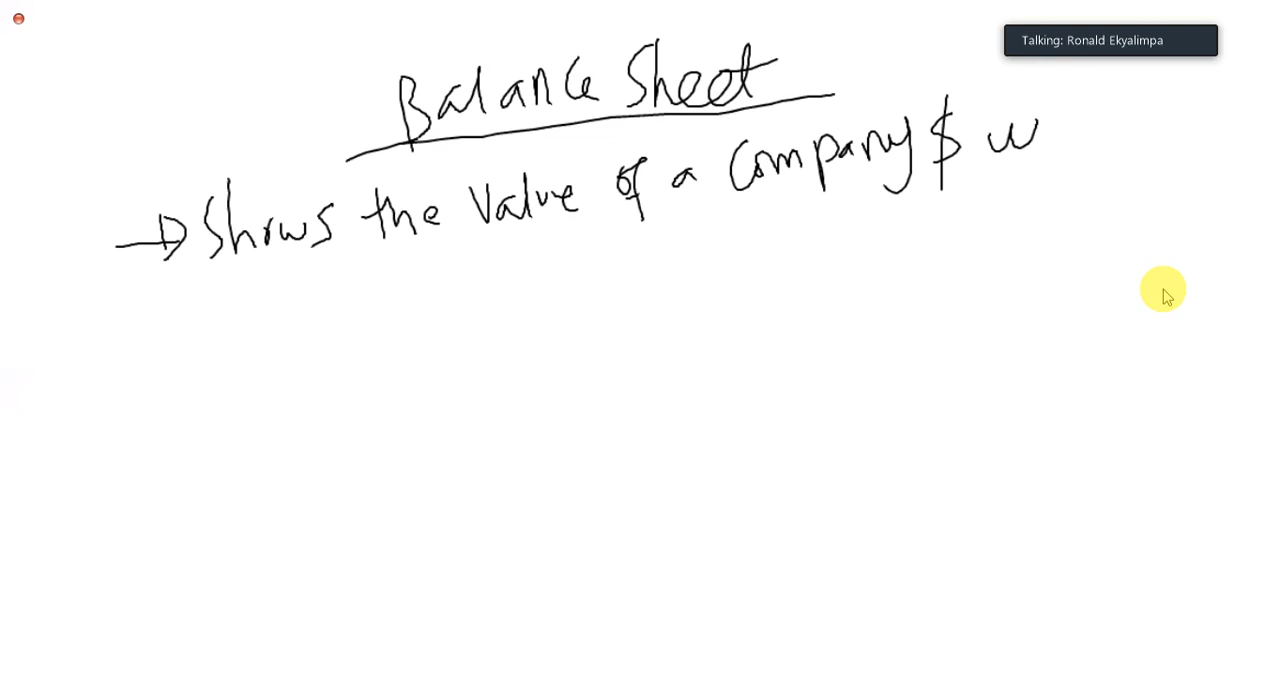 Talking: Ronald Ekyalimpa
Balance Sheet
→ Shows the Value of a Company $ w